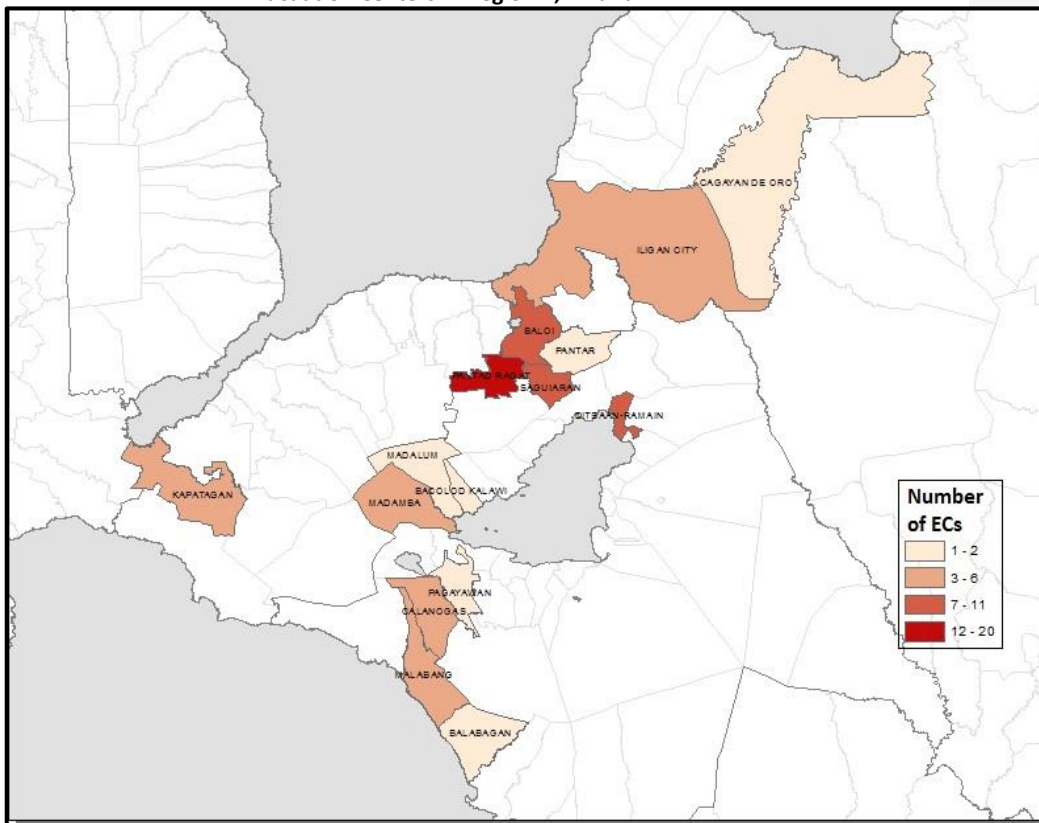 CAGAYAN DE ORO
ILIGAN CITY
BALOI
PANTAR
SAGUIARAN
DITSAAN-RAMAIN
MADALUM
BACOLOD KALAWI
MADAMBA
KAPATAGAN
PAGAYAWAN
CALANOGAS
MALABANG
BALABAGAN
Number
of ECs
1 - 2
3 - 6
7 - 11
12 - 20